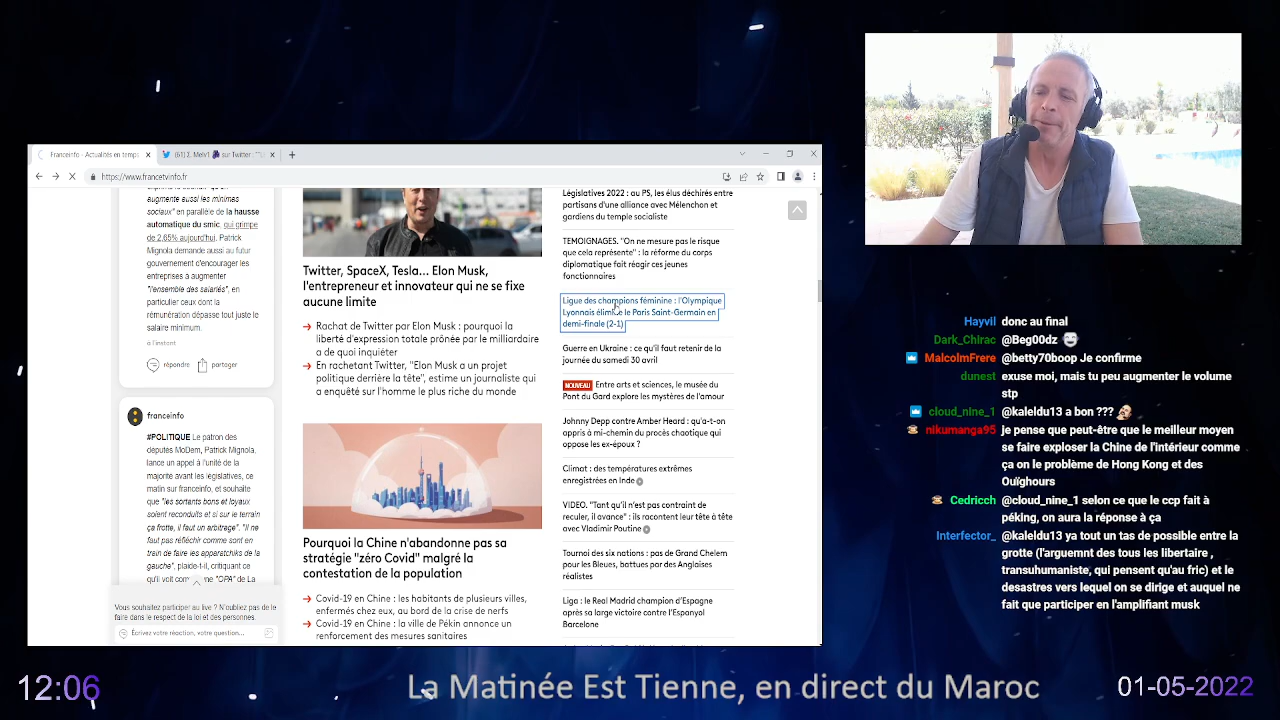 Franceinfo - Actualités en temps
(61) Σ. Melv1 sur Twitter : "
https://www.francetvinfo.fr
augmente aussi les minimas
sociaux" en parallèle de la hausse
automatique du smic, qui grimpe
de 2,65% aujourd'hui. Patrick
Mignola demande aussi au futur
gouvernement d'encourager les
entreprises à augmenter
"l'ensemble des salariés", en
particulier ceux dont la
rémunération dépasse tout juste le
salaire minimum.
à l'instant
répondre partager
franceinfo
#POLITIQUE Le patron des
députés MoDem, Patrick Mignola,
lance un appel à l'unité de la
majorité avant les législatives, ce
matin sur franceinfo, et souhaite
que "les sortants bons et loyaux
soient reconduits et si sur le terrain
ça frotte, il faut un arbitrage". "Il ne
faut pas réfléchir comme sont en
train de faire les apparatchiks de la
gauche", plaide-t-il, critiquant ce
qu'il voit comme "OPA" de La
Vous souhaitez participer au live ? N'oubliez pas de le
faire dans le respect de la loi et des personnes.
Écrivez votre réaction, votre question...
Twitter, SpaceX, Tesla... Elon Musk,
l'entrepreneur et innovateur qui ne se fixe
aucune limite
→ Rachat de Twitter par Elon Musk : pourquoi la
liberté d'expression totale prônée par le milliardaire
a de quoi inquiéter
→ En rachetant Twitter, "Elon Musk a un projet
politique derrière la tête", estime un journaliste qui
a enquêté sur l'homme le plus riche du monde
Pourquoi la Chine n'abandonne pas sa
stratégie "zéro Covid" malgré la
contestation de la population
→ Covid-19 en Chine : les habitants de plusieurs villes,
enfermés chez eux, au bord de la crise de nerfs
→ Covid-19 en Chine : la ville de Pékin annonce un
renforcement des mesures sanitaires
Législatives 2022 : au PS, les élus déchirés entre
partisans d'une alliance avec Mélenchon et
gardiens du temple socialiste
TEMOIGNAGES. "On ne mesure pas le risque
que cela représente" : la réforme du corps
diplomatique fait réagir ces jeunes
fonctionnaires
Ligue des champions féminine : l'Olympique
Lyonnais élimine le Paris Saint-Germain en
demi-finale (2-1)
Guerre en Ukraine : ce qu'il faut retenir de la
journée du samedi 30 avril
NOUVEAU Entre arts et sciences, le musée du
Pont du Gard explore les mystères de l'amour
Johnny Depp contre Amber Heard : qu'a-t-on
appris à mi-chemin du procès chaotique qui
oppose les ex-époux ?
Climat : des températures extrêmes
enregistrées en Inde
VIDEO. "Tant qu'il n'est pas contraint de
reculer, il avance" : ils racontent leur tête à tête
avec Vladimir Poutine
Tournoi des six nations : pas de Grand Chelem
pour les Bleues, battues par des Anglaises
réalistes
Liga : le Real Madrid champion d'Espagne
après sa large victoire contre l'Espanyol
Barcelone
Hayvil donc au final
Dark_Chirac @Beg00dz
MalcolmFrere @betty70boop Je confirme
dunest exuse moi, mais tu peu augmenter le volume
stp
cloud_nine_1 @kaleldu13 a bon ???
nikumanga95 je pense que peut-être que le meilleur moyen
se faire exploser la Chine de l'intérieur comme
ça on le problème de Hong Kong et des
Ouïghours
Cedricch @cloud_nine_1 selon ce que le ccp fait à
péking, on aura la réponse à ça
Interfector_ @kaleldu13 ya tout un tas de possible entre la
grotte (l'arguemnt des tous les libertaire ,
transuhumaniste, qui pensent qu'au fric) et le
desastres vers lequel on se dirige et auquel ne
fait que participer en l'amplifiant musk
12:06
La Matinée Est Tienne, en direct du Maroc
01-05-2022